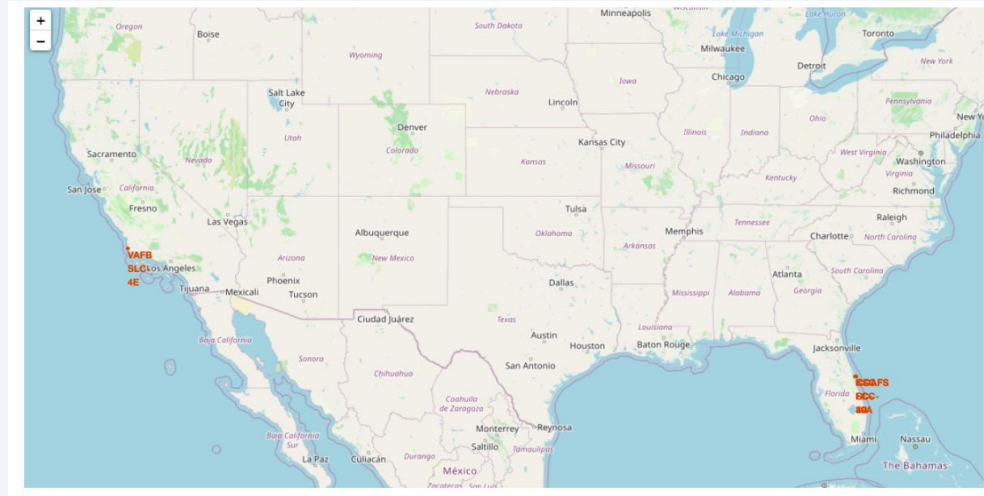 +
−
Oregon
Boise
South Dakota
Minneapolis
Lake Huron
Toronto
Lake Michigan
Milwaukee
Wyoming
Detroit
New York
Chicago
Iowa
Salt Lake
City
Nebraska
Lincoln
Pennsylvania
Denver
Ohio
Utah
Illinois
Indiana
Philadelphia
Kansas City
Sacramento
Nevada
Colorado
Kansas
Missouri
West Virginia
Washington
Virginia
San Jose
California
Kentucky
Richmond
Fresno
Las Vegas
Tulsa
Raleigh
Albuquerque
Oklahoma
Memphis
Tennessee
Charlotte
North Carolina
Arkansas
VAFB
SLC-
4E
Los Angeles
Arizona
New Mexico
Phoenix
Atlanta
South Carolina
Tijuana
Mexicali
Tucson
Dallas
Mississippi
Alabama
Georgia
Ciudad Juárez
Texas
Louisiana
Baja California
Austin
Houston
Baton Rouge
Jacksonville
Sonora
San Antonio
Chihuahua
Florida
Coahuila
de Zaragoza
Monterrey
Reynosa
Baja California
Sur
Saltillo
Tamaulipas
Miami
Nassau
La Paz
Culiacán
Durango
México
The Bahamas
Zacatecas
San Luis